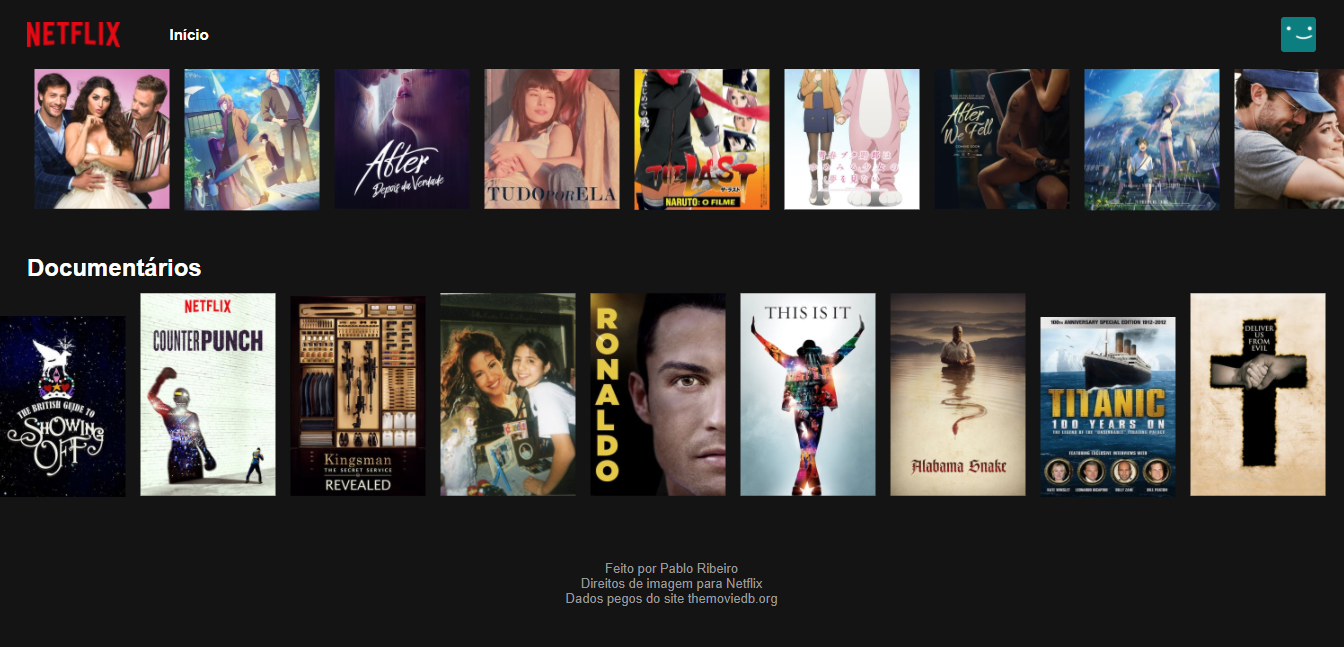 NETFLIX
Início
After
Depois da Verdade
TUDO POR ELA
THE LAST
NARUTO: O FILME
After
We Fell
Documentários
THE BRITISH GUIDE TO
SHOWING
OFF
NETFLIX
COUNTERPUNCH
Kingsman
THE SECRET SERVICE
REVEALED
RONALDO
THIS IS IT
Alabama Snake
100TH ANNIVERSARY SPECIAL EDITION 1912-2012
TITANIC
100 YEARS ON
DELIVER
US
FROM
EVIL
Feito por Pablo Ribeiro
Direitos de imagem para Netflix
Dados pegos do site themoviedb.org